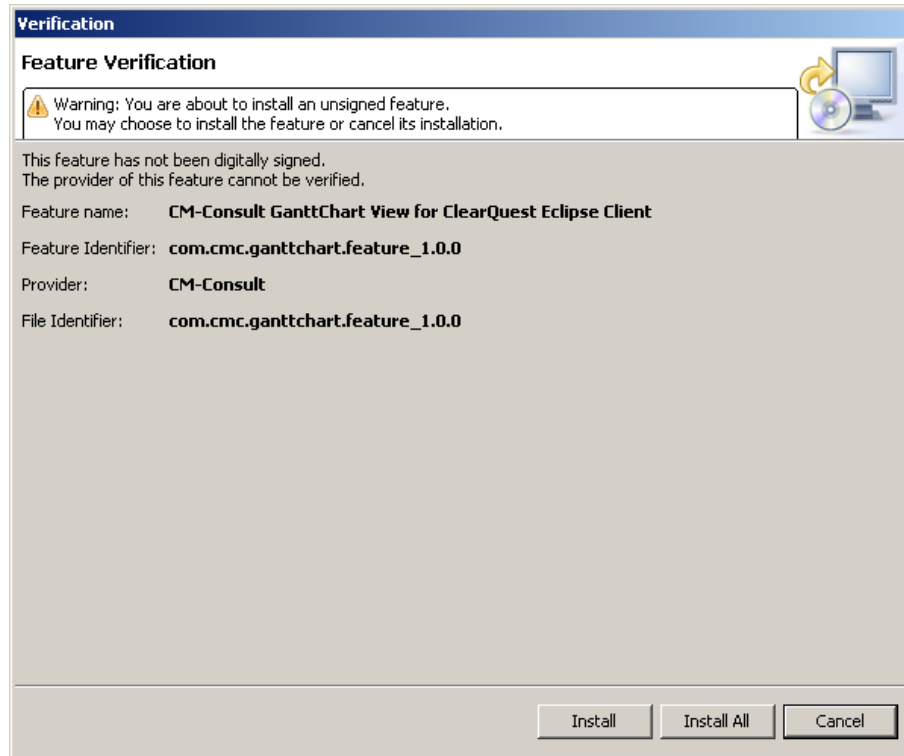 Verification
Feature Verification
Warning: You are about to install an unsigned feature.
You may choose to install the feature or cancel its installation.
This feature has not been digitally signed.
The provider of this feature cannot be verified.
Feature name: CM-Consult GanttChart View for ClearQuest Eclipse Client
Feature Identifier: com.cmc.ganttchart.feature_1.0.0
Provider: CM-Consult
File Identifier: com.cmc.ganttchart.feature_1.0.0
Install Install All Cancel